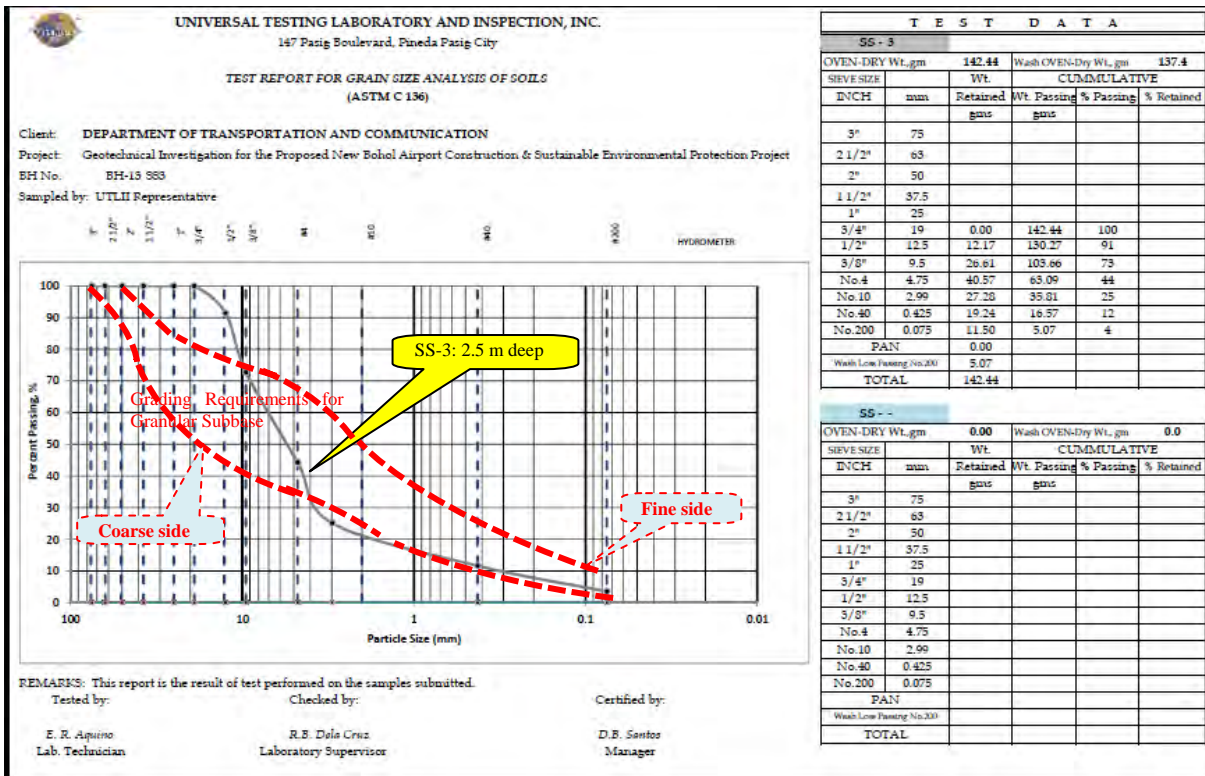 UNIVERSAL TESTING LABORATORY AND INSPECTION, INC.
147 Pasig Boulevard, Pineda Pasig City
TEST REPORT FOR GRAIN SIZE ANALYSIS OF SOILS
(ASTM C 136)
Client: DEPARTMENT OF TRANSPORTATION AND COMMUNICATION
Project: Geotechnical Investigation for the Proposed New Bohol Airport Construction & Sustainable Environmental Protection Project
BH No. BH-13 SS3
Sampled by: UTLII Representative
3" 2 1/2" 2" 1 1/2" 1" 3/4" 1/2" 3/8" #4 #10 #40 #200 HYDROMETER
Percent Passing, %
100
90
80
70
60
50
40
30
20
10
0
SS-3: 2.5 m deep
Grading Requirements for
Granular Subbase
Coarse side
Fine side
100 10 1 0.1 0.01
Particle Size (mm)
REMARKS: This report is the result of test performed on the samples submitted.
Tested by: Checked by: Certified by:
E. R. Aquino R.B. Dela Cruz D.B. Santos
Lab. Technician Laboratory Supervisor Manager
T E S T D A T A
SS - 3
OVEN-DRY Wt.,gm 142.44 Wash OVEN-Dry Wt., gm 137.4
SIEVE SIZE Wt. CUMMULATIVE
INCH mm Retained Wt. Passing % Passing % Retained
gms gms
3" 75
2 1/2" 63
2" 50
1 1/2" 37.5
1" 25
3/4" 19 0.00 142.44 100
1/2" 12.5 12.17 130.27 91
3/8" 9.5 26.61 103.66 73
No.4 4.75 40.57 63.09 44
No.10 2.99 27.28 35.81 25
No.40 0.425 19.24 16.57 12
No.200 0.075 11.50 5.07 4
PAN 0.00
Wash Loss Passing No.200 5.07
TOTAL 142.44
SS - -
OVEN-DRY Wt.,gm 0.00 Wash OVEN-Dry Wt., gm 0.0
SIEVE SIZE Wt. CUMMULATIVE
INCH mm Retained Wt. Passing % Passing % Retained
gms gms
3" 75
2 1/2" 63
2" 50
1 1/2" 37.5
1" 25
3/4" 19
1/2" 12.5
3/8" 9.5
No.4 4.75
No.10 2.99
No.40 0.425
No.200 0.075
PAN
Wash Loss Passing No.200
TOTAL